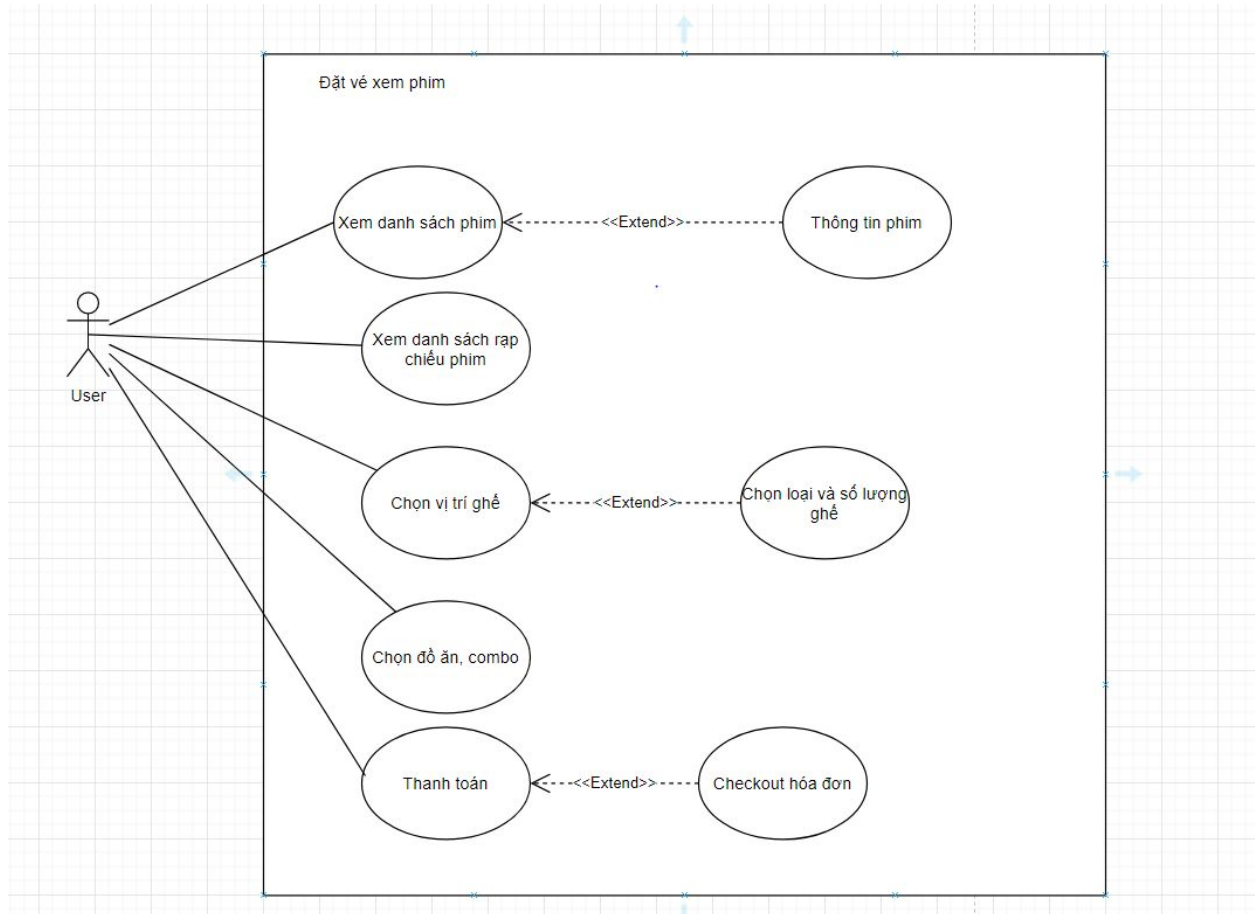 Đặt vé xem phim
Xem danh sách phim
<<Extend>>
Thông tin phim
Xem danh sách rạp
chiếu phim
User
Chọn vị trí ghế
<<Extend>>
Chọn loại và số lượng
ghế
Chọn đồ ăn, combo
Thanh toán
<<Extend>>
Checkout hóa đơn